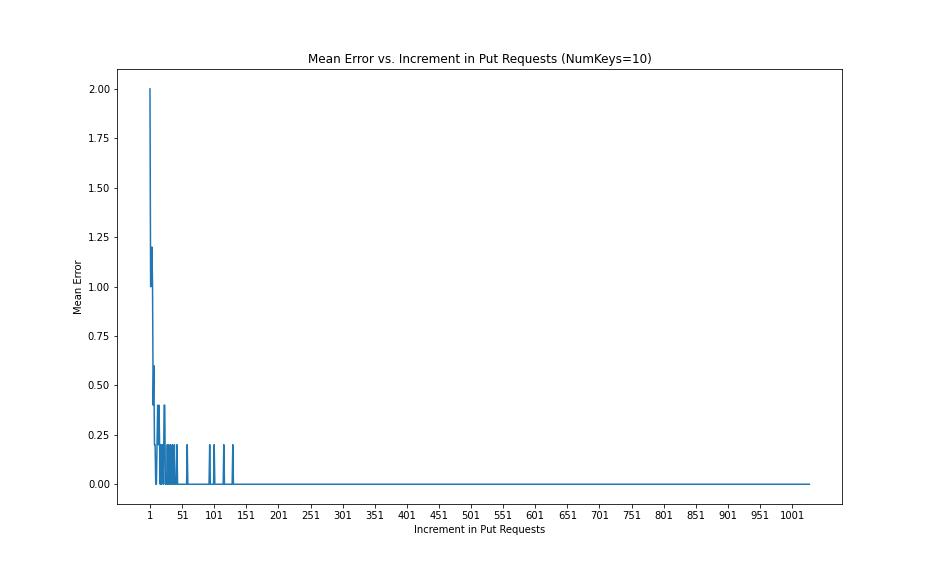 Mean Error vs. Increment in Put Requests (NumKeys=10)
2.00
1.75
1.50
1.25
1.00
0.75
0.50
0.25
0.00
Mean Error
1 51 101 151 201 251 301 351 401 451 501 551 601 651 701 751 801 851 901 951 1001
Increment in Put Requests